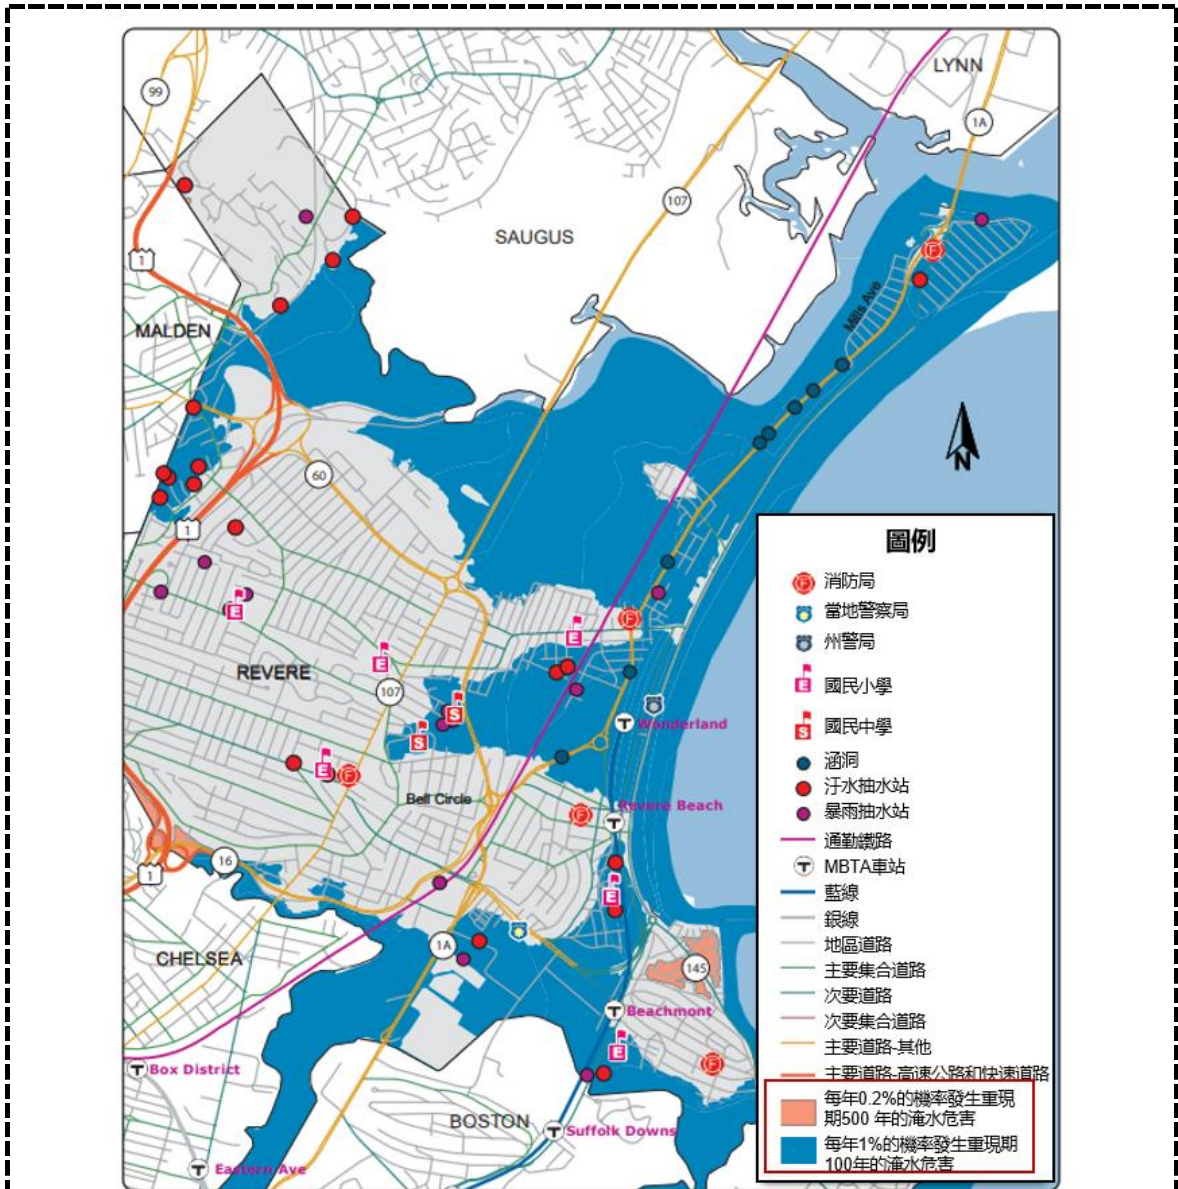 LYNN
99
1A
107
SAUGUS
1
Mills Ave
MALDEN
60
1
REVERE
107
Wonderland
Bell Circle
Revere Beach
16
1
1A
CHELSEA
145
Beachmont
Box District
BOSTON
Suffolk Downs
Eastern Ave
N
圖例
消防局
當地警察局
州警局
國民小學
國民中學
涵洞
汙水抽水站
暴雨抽水站
通勤鐵路
MBTA車站
藍線
銀線
地區道路
主要集合道路
次要道路
次要集合道路
主要道路-其他
主要道路-高速公路和快速道路
每年0.2%的機率發生重現
期500 年的淹水危害
每年1%的機率發生重現期
100年的淹水危害